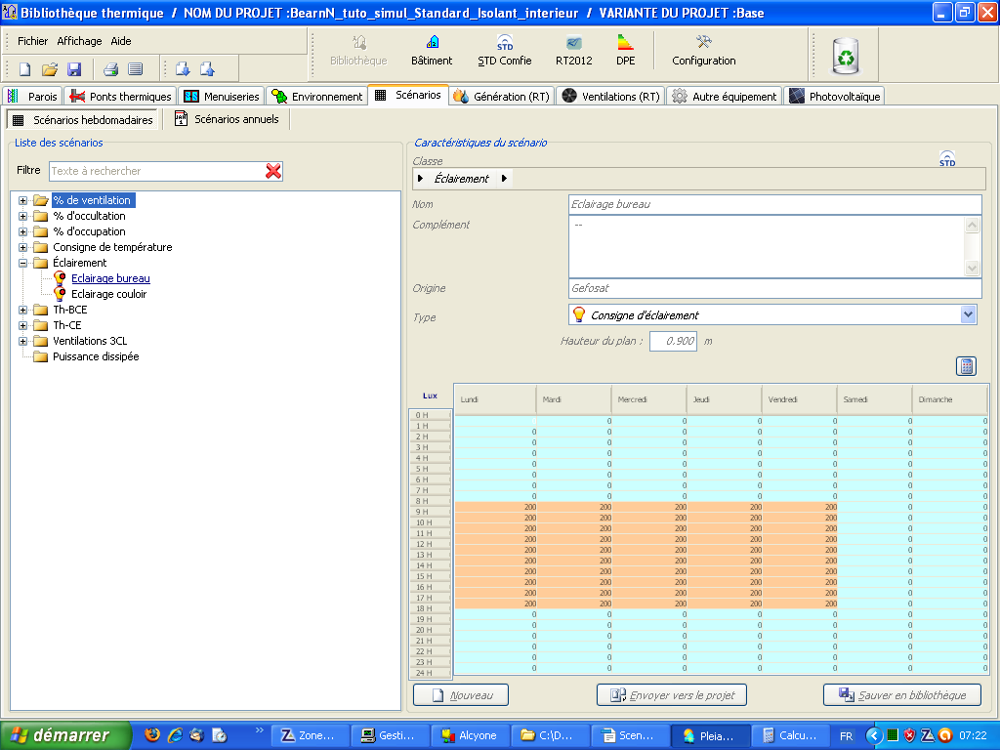 Bibliothèque thermique / NOM DU PROJET :BearnN_tuto_simul_Standard_Isolant_interieur / VARIANTE DU PROJET :Base
Fichier Affichage Aide
Bibliothèque Bâtiment STD Comfie RT2012 DPE Configuration
Parois Ponts thermiques Menuiseries Environnement Scénarios Génération (RT) Ventilations (RT) Autre équipement Photovoltaïque
Scénarios hebdomadaires Scénarios annuels
Liste des scénarios
Filtre Texte à rechercher
% de ventilation
% d'occultation
% d'occupation
Consigne de température
Éclairement
Eclairage bureau
Eclairage couloir
Th-BCE
Th-CE
Ventilations 3CL
Puissance dissipée
Caractéristiques du scénario
Classe
STD
Éclairement
Nom Eclairage bureau
Complément --
Origine Gefosat
Type Consigne d'éclairement
Hauteur du plan : 0.900 m
Lux Lundi Mardi Mercredi Jeudi Vendredi Samedi Dimanche
0 H
0 0 0 0 0 0
1 H
0 0 0 0 0 0 0
2 H
0 0 0 0 0 0 0
3 H
0 0 0 0 0 0 0
4 H
0 0 0 0 0 0 0
5 H
0 0 0 0 0 0 0
6 H
0 0 0 0 0 0 0
7 H
0 0 0 0 0 0 0
8 H
200 200 200 200 200 0 0
9 H
200 200 200 200 200 0 0
10 H
200 200 200 200 200 0 0
11 H
200 200 200 200 200 0 0
12 H
200 200 200 200 200 0 0
13 H
200 200 200 200 200 0 0
14 H
200 200 200 200 200 0 0
15 H
200 200 200 200 200 0 0
16 H
200 200 200 200 200 0 0
17 H
200 200 200 200 200 0 0
18 H
0 0 0 0 0 0 0
19 H
0 0 0 0 0 0 0
20 H
0 0 0 0 0 0 0
21 H
0 0 0 0 0 0 0
22 H
0 0 0 0 0 0 0
23 H
0 0 0 0 0 0 0
24 H
Nouveau Envoyer vers le projet Sauver en bibliothèque
démarrer » Zone... Gesti... Alcyone C:\D... Scen... Pleia... Calcu... FR 07:22